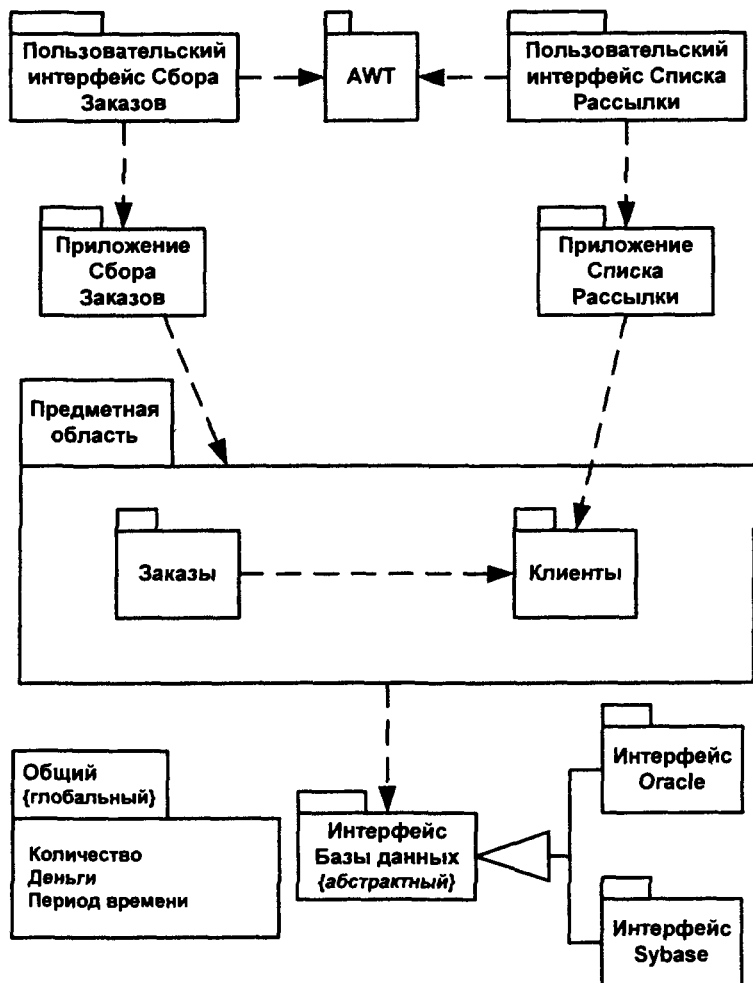 Пользовательский
интерфейс Сбора
Заказов
AWT
Пользовательский
интерфейс Списка
Рассылки
Приложение
Сбора
Заказов
Приложение
Списка
Рассылки
Предметная
область
Заказы
Клиенты
Общий
{глобальный}
Количество
Деньги
Период времени
Интерфейс
Базы данных
{абстрактный}
Интерфейс
Oracle
Интерфейс
Sybase